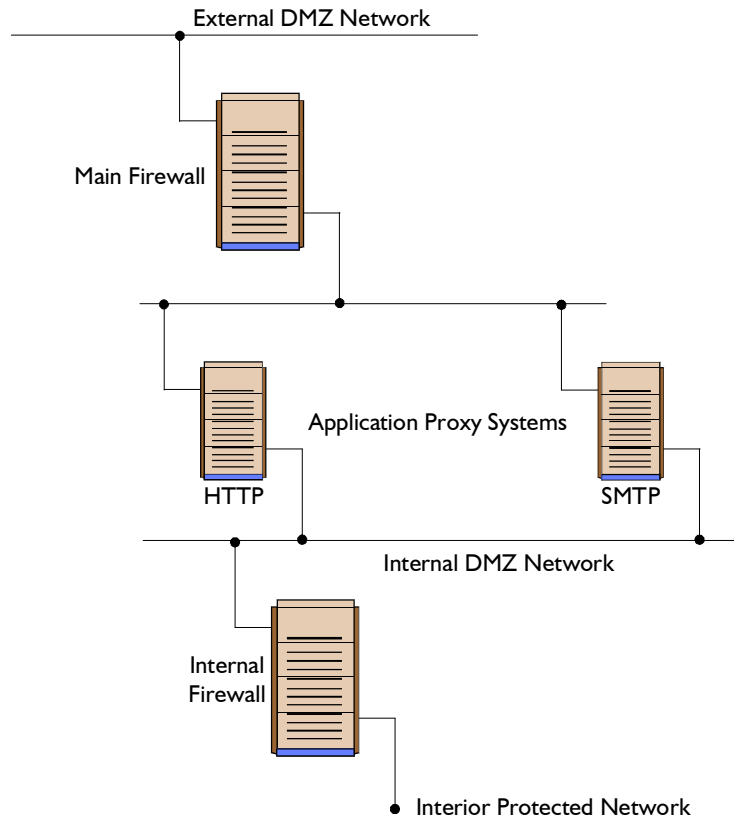 External DMZ Network
Main Firewall
Application Proxy Systems
HTTP
SMTP
Internal DMZ Network
Internal
Firewall
Interior Protected Network